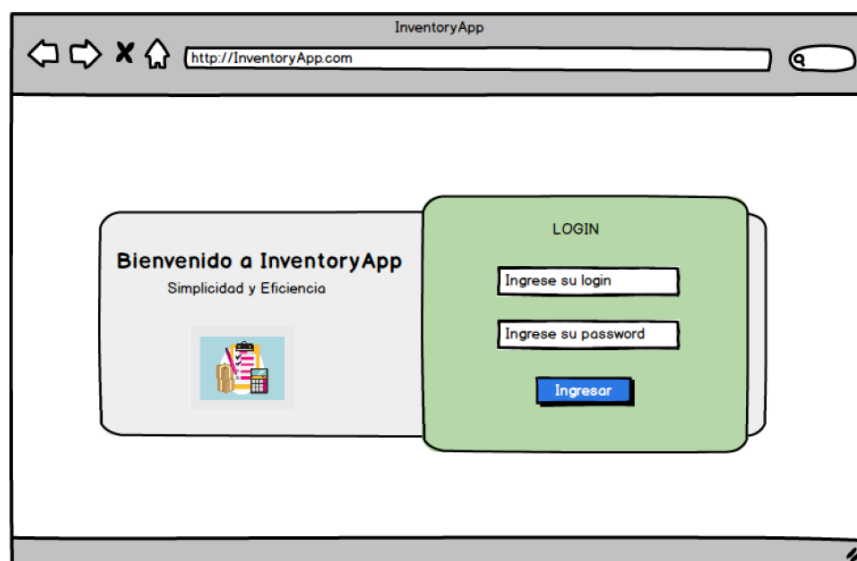 InventoryApp
http://InventoryApp.com
Bienvenido a InventoryApp
Simplicidad y Eficiencia
LOGIN
Ingrese su login
Ingrese su password
Ingresar